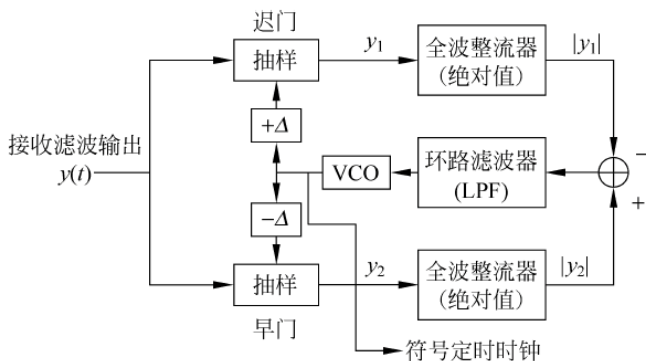 迟门
抽样
y₁
全波整流器
(绝对值)
|y₁|
+Δ
接收滤波输出
y(t)
VCO
环路滤波器
(LPF)
−
+
−Δ
抽样
y₂
全波整流器
(绝对值)
|y₂|
早门
符号定时时钟